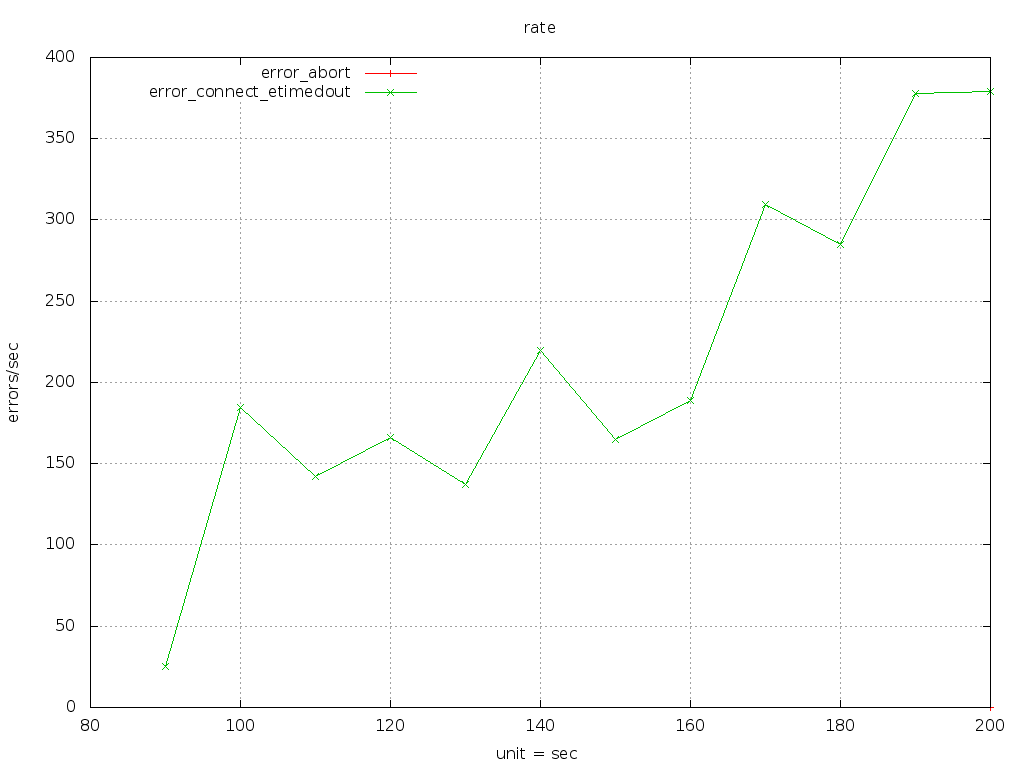 rate
400
error_abort
error_connect_etimedout
350
300
250
errors/sec
200
150
100
50
0
80 100 120 140 160 180 200
unit = sec